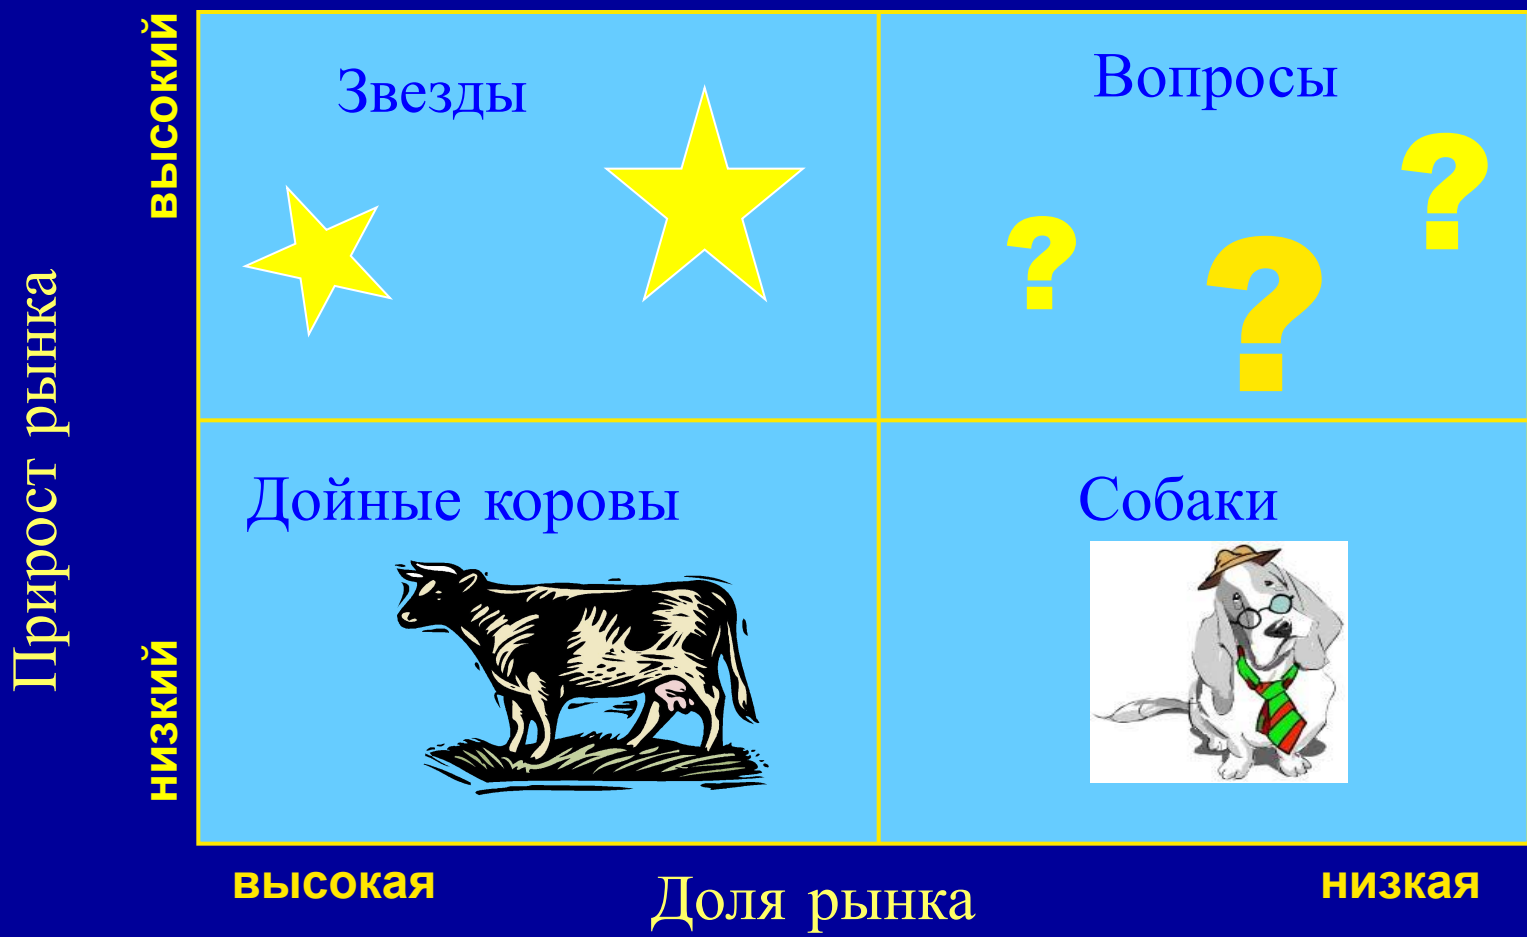 высокий
Звезды
Вопросы
?
?
?
Прирост рынка
низкий
Дойные коровы
Собаки
высокая
Доля рынка
низкая